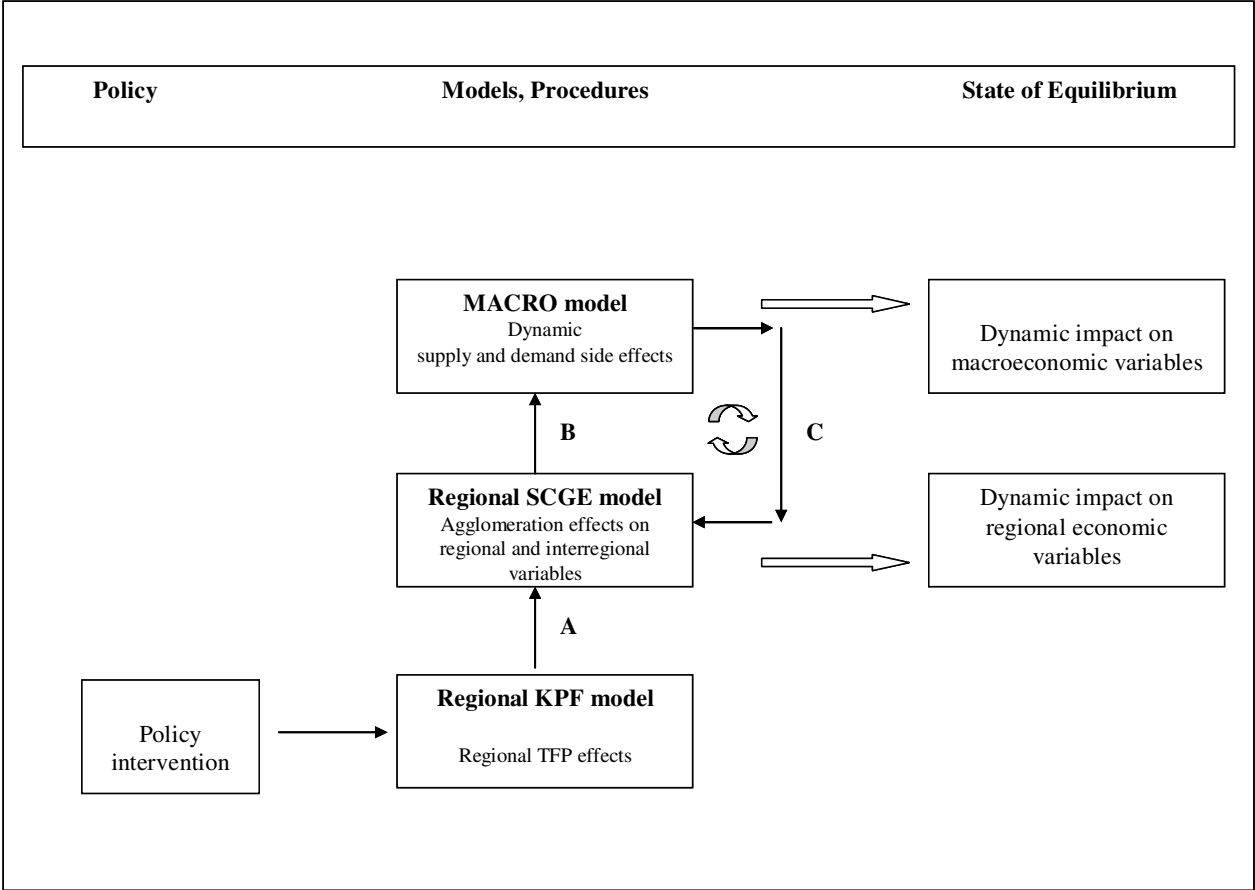 Policy
Models, Procedures
State of Equilibrium
MACRO model
Dynamic
supply and demand side effects
Dynamic impact on
macroeconomic variables
B
C
Regional SCGE model
Agglomeration effects on
regional and interregional
variables
Dynamic impact on
regional economic
variables
A
Regional KPF model
Regional TFP effects
Policy
intervention